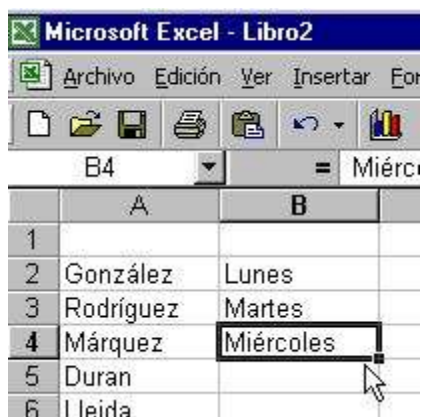 Microsoft Excel - Libro2
Archivo Edición Ver Insertar
B4 = Miérc
A B
1
2 González Lunes
3 Rodríguez Martes
4 Márquez Miércoles
5 Duran
6 Lleida